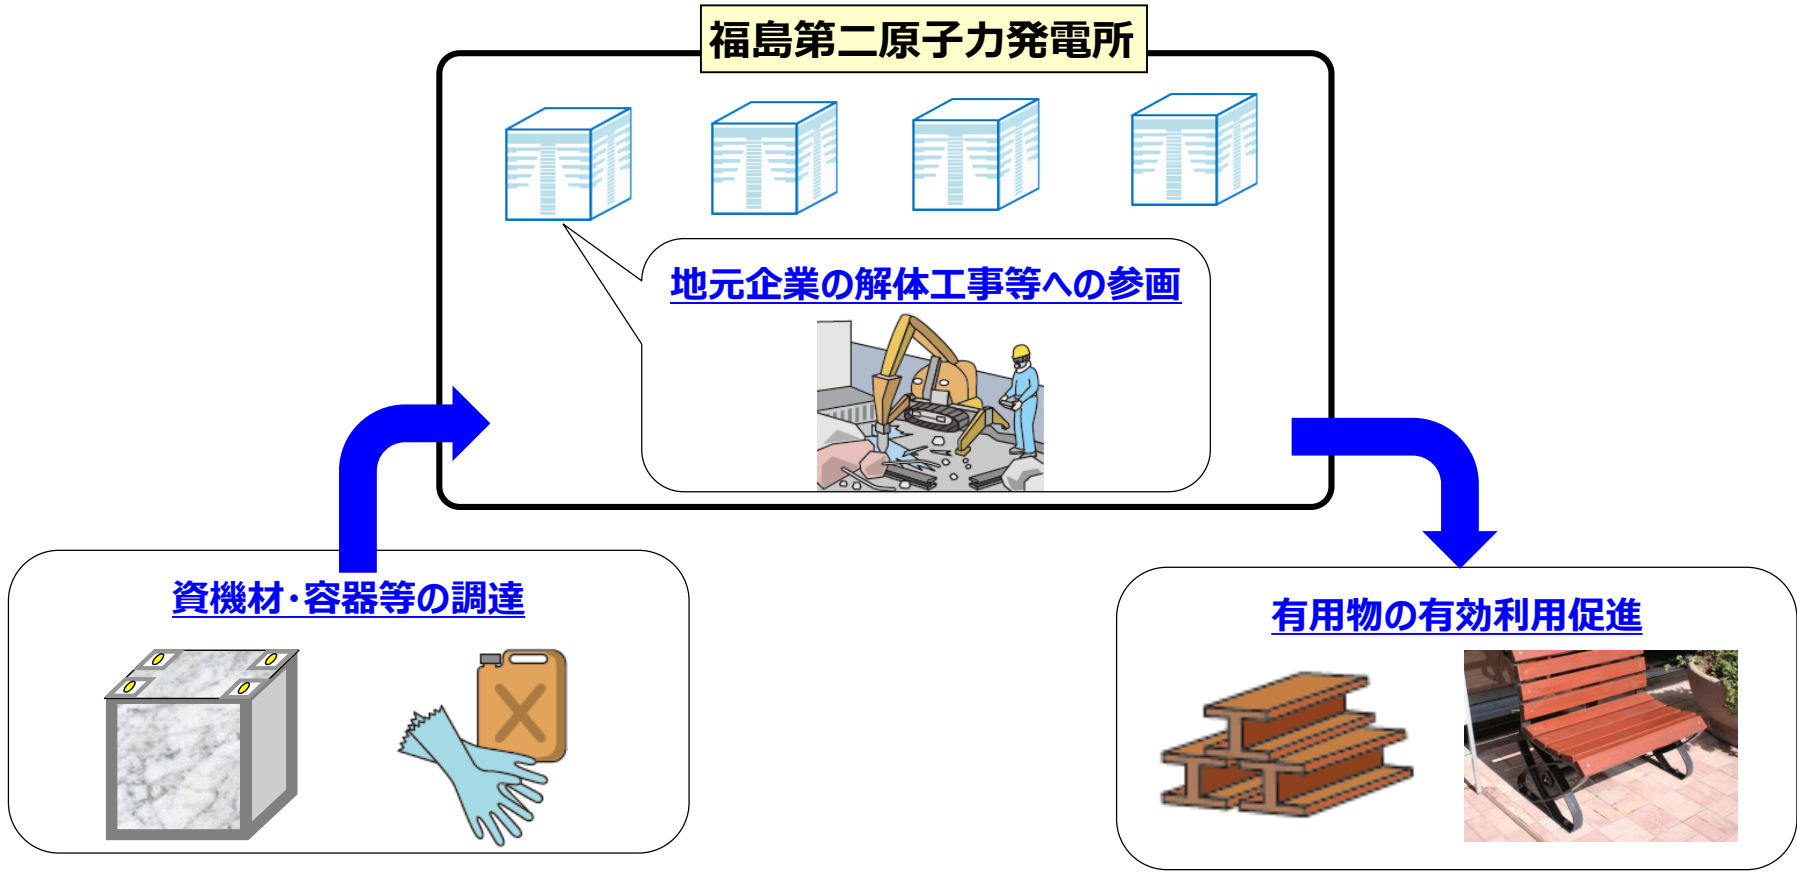 福島第二原子力発電所
地元企業の解体工事等への参画
資機材･容器等の調達
有用物の有効利用促進